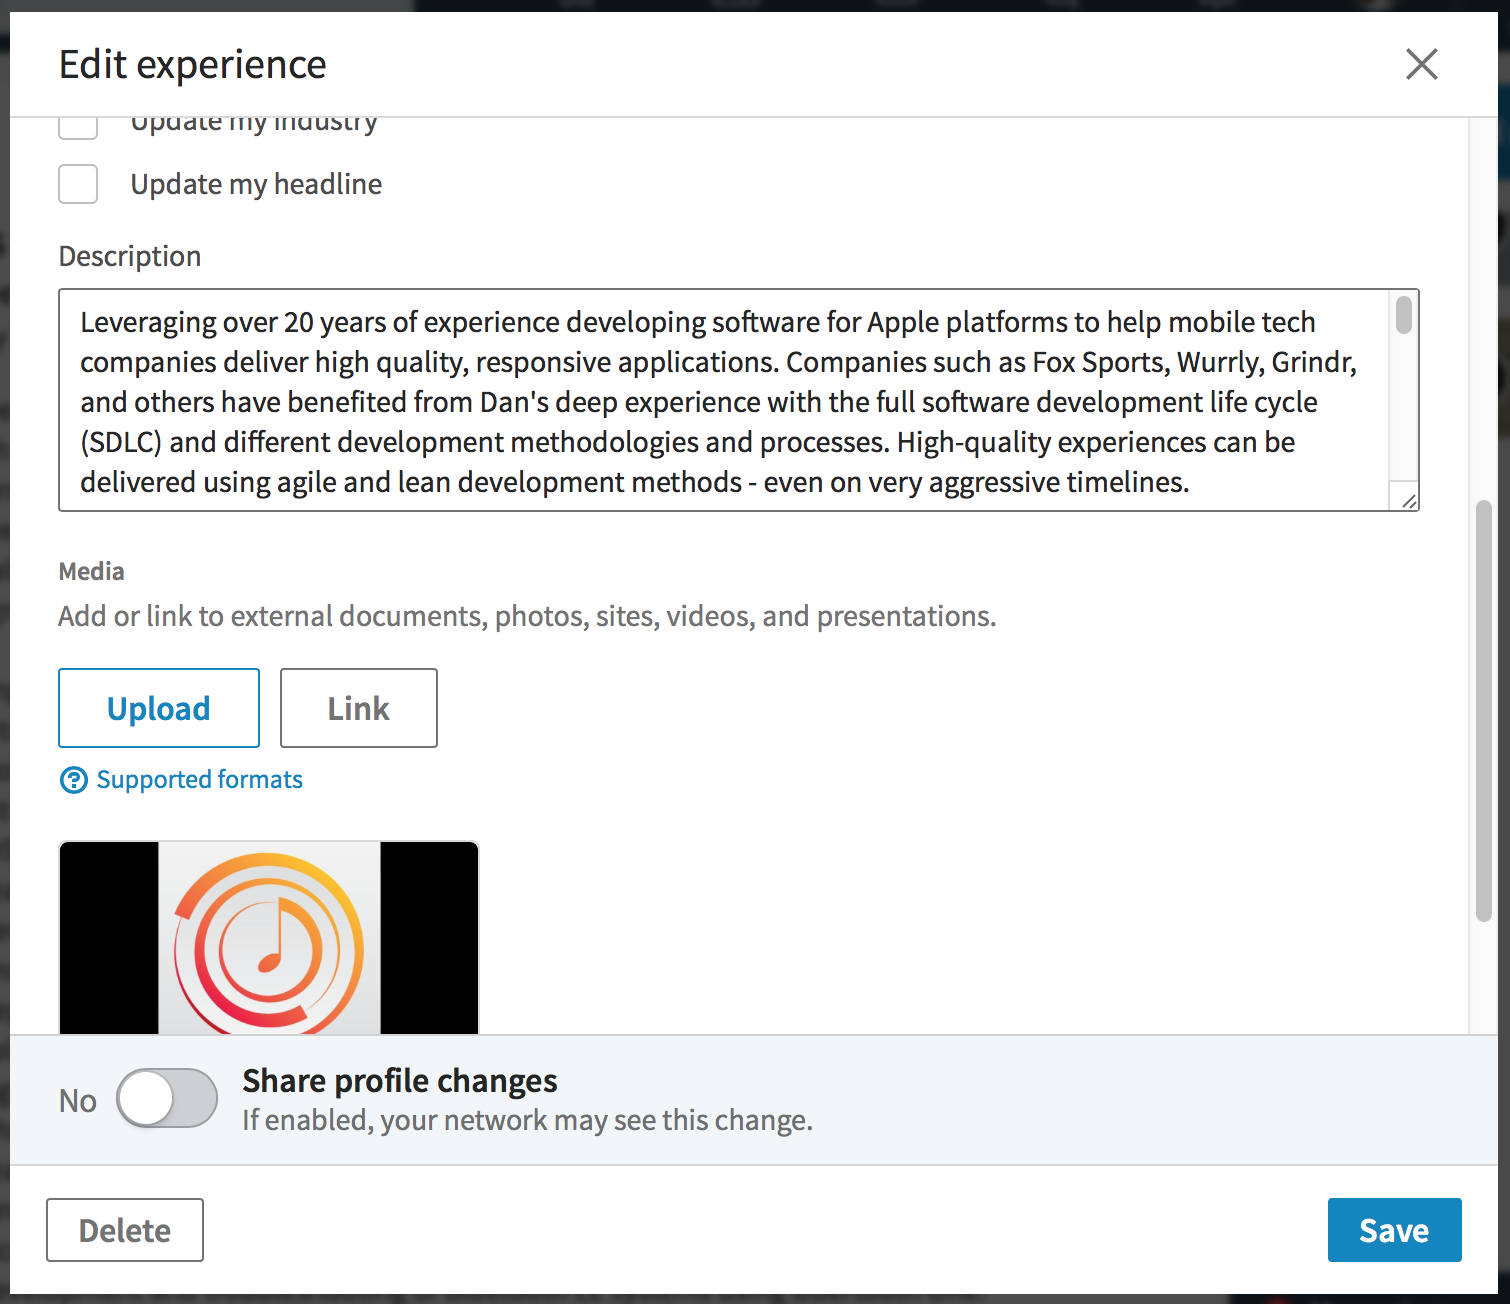 Edit experience
Update my industry
Update my headline
Description
Leveraging over 20 years of experience developing software for Apple platforms to help mobile tech
companies deliver high quality, responsive applications. Companies such as Fox Sports, Wurrly, Grindr,
and others have benefited from Dan's deep experience with the full software development life cycle
(SDLC) and different development methodologies and processes. High-quality experiences can be
delivered using agile and lean development methods - even on very aggressive timelines.
Media
Add or link to external documents, photos, sites, videos, and presentations.
Upload Link
? Supported formats
No
Share profile changes
If enabled, your network may see this change.
Delete Save